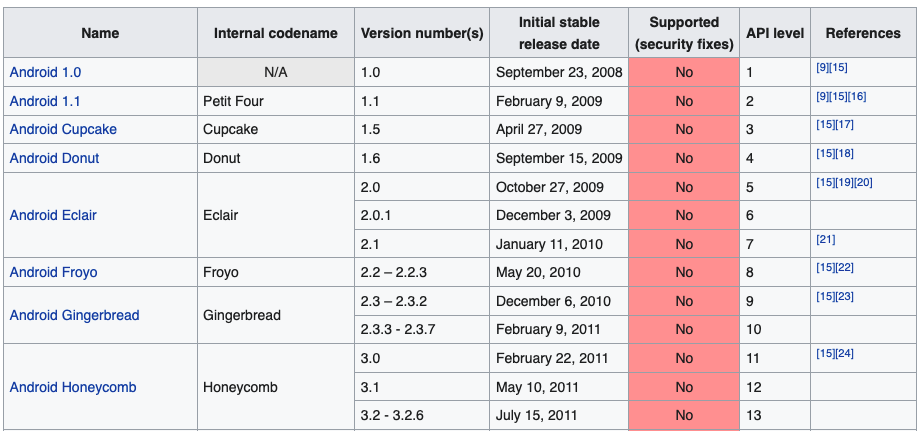 Name Internal codename Version number(s) Initial stable release date Supported (security fixes) API level References
Android 1.0 N/A 1.0 September 23, 2008 No 1 [9][15]
Android 1.1 Petit Four 1.1 February 9, 2009 No 2 [9][15][16]
Android Cupcake Cupcake 1.5 April 27, 2009 No 3 [15][17]
Android Donut Donut 1.6 September 15, 2009 No 4 [15][18]
Android Eclair Eclair 2.0 October 27, 2009 No 5 [15][19][20]
2.0.1 December 3, 2009 No 6
2.1 January 11, 2010 No 7 [21]
Android Froyo Froyo 2.2 – 2.2.3 May 20, 2010 No 8 [15][22]
Android Gingerbread Gingerbread 2.3 – 2.3.2 December 6, 2010 No 9 [15][23]
2.3.3 - 2.3.7 February 9, 2011 No 10
Android Honeycomb Honeycomb 3.0 February 22, 2011 No 11 [15][24]
3.1 May 10, 2011 No 12
3.2 - 3.2.6 July 15, 2011 No 13